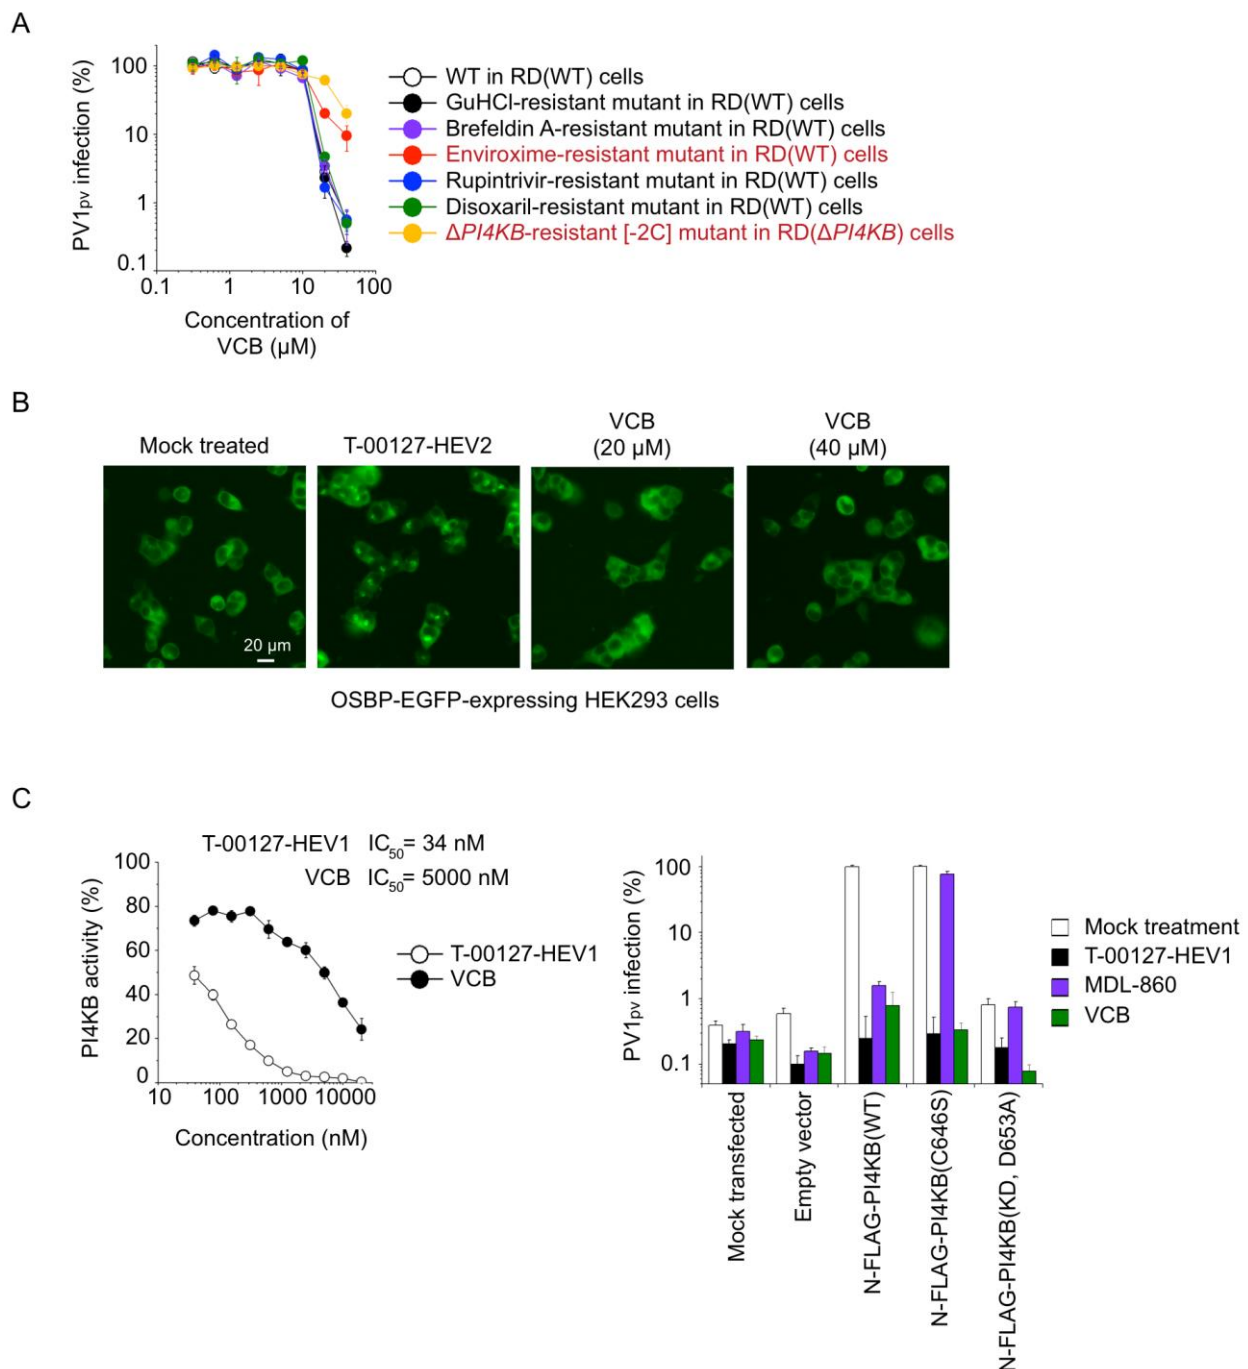 A
PV1pv infection (%)
100
10
1
0.1
0.1
1
10
100
Concentration of
VCB (µM)
WT in RD(WT) cells
GuHCl-resistant mutant in RD(WT) cells
Brefeldin A-resistant mutant in RD(WT) cells
Enviroxime-resistant mutant in RD(WT) cells
Rupintrivir-resistant mutant in RD(WT) cells
Disoxaril-resistant mutant in RD(WT) cells
ΔPI4KB-resistant [-2C] mutant in RD(ΔPI4KB) cells
B
Mock treated
T-00127-HEV2
VCB
(20 µM)
VCB
(40 µM)
20 µm
OSBP-EGFP-expressing HEK293 cells
C
T-00127-HEV1 IC50= 34 nM
VCB IC50= 5000 nM
PI4KB activity (%)
100
80
60
40
20
0
10
100
1000
10000
Concentration (nM)
T-00127-HEV1
VCB
PV1pv infection (%)
100
10
1
0.1
Mock transfected
Empty vector
N-FLAG-PI4KB(WT)
N-FLAG-PI4KB(C646S)
N-FLAG-PI4KB(KD, D653A)
Mock treatment
T-00127-HEV1
MDL-860
VCB